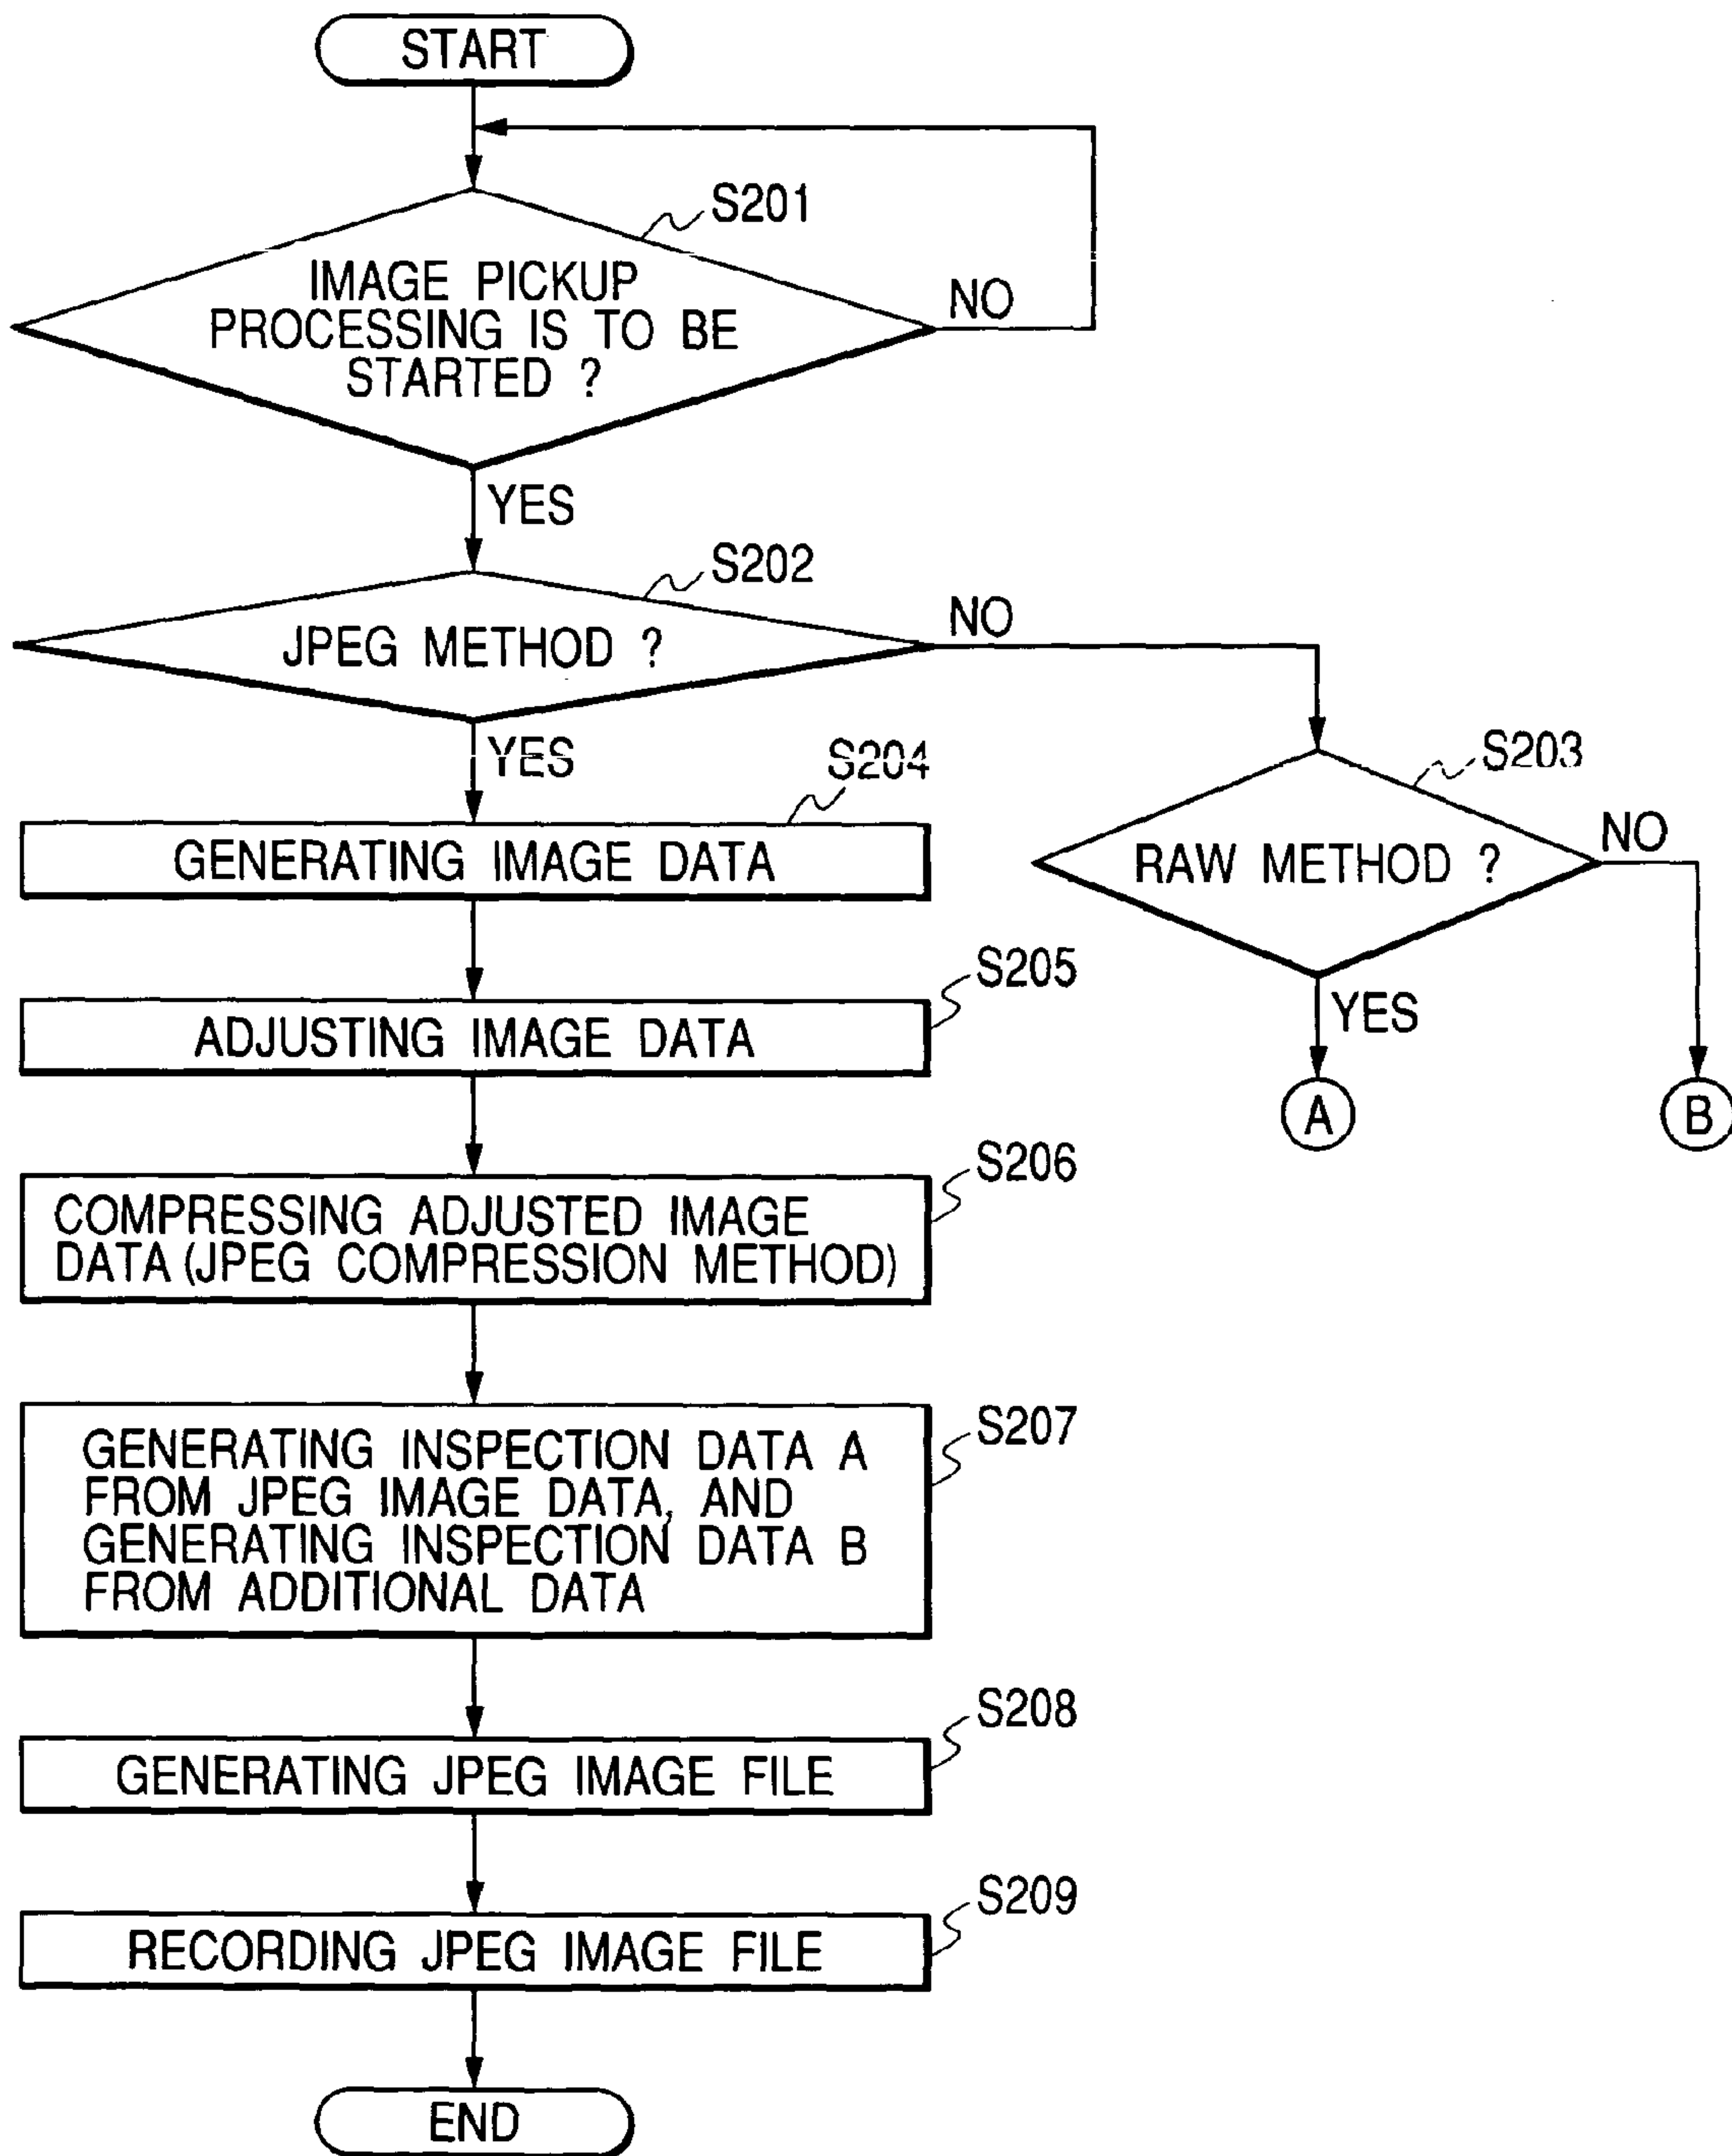 START
S201
IMAGE PICKUP
PROCESSING IS TO BE
STARTED ?
NO
YES
S202
JPEG METHOD ?
NO
YES
S203
RAW METHOD ?
NO
YES
A
B
S204
GENERATING IMAGE DATA
S205
ADJUSTING IMAGE DATA
S206
COMPRESSING ADJUSTED IMAGE
DATA (JPEG COMPRESSION METHOD)
S207
GENERATING INSPECTION DATA A
FROM JPEG IMAGE DATA, AND
GENERATING INSPECTION DATA B
FROM ADDITIONAL DATA
S208
GENERATING JPEG IMAGE FILE
S209
RECORDING JPEG IMAGE FILE
END